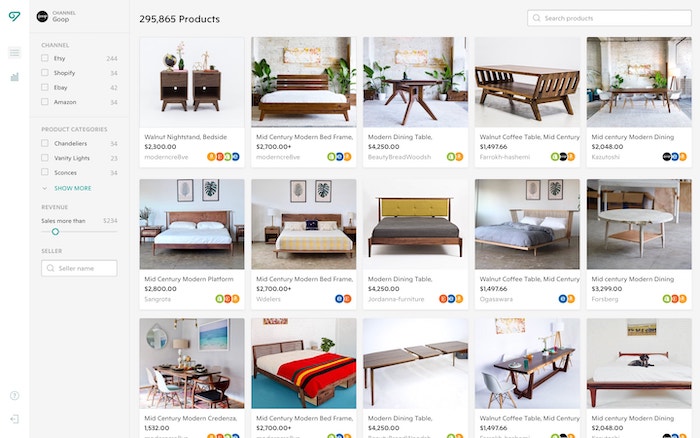 CHANNEL
Goop
295,865 Products
Search products
CHANNEL
Etsy 244
Shopify 34
Ebay 42
Amazon 34
PRODUCT CATEGORIES
Chandeliers 54
Vanity Lights 23
Sconces 34
SHOW MORE
REVENUE
Sales more than $234
SELLER
Seller name
Walnut Nightstand, Bedside
$2,300.00
moderncre8ve
Mid Century Modern Bed Frame,
$2,700.00+
moderncre8ve
Modern Dining Table,
$4,250.00
BeautyBreadWoodsh
Walnut Coffee Table, Mid Century
$1,497.66
Farrukh-hashemi
Mid Century modern Dining
$2,048.00
Kazutoshi
Mid Century Modern Platform
$2,800.00
Sangrota
Mid Century Modern Bed Frame,
$2,700.00+
Wdelers
Modern Dining Table,
$4,250.00
Jordanna-furniture
Walnut Coffee Table, Mid Century
$1,497.66
Ogasawara
Mid Century modern Dining
$3,299.00
Forsberg
Mid Century Modern Credenza,
1,532.00
Mid Century Modern Bed Frame,
$2,700.00+
Modern Dining Table,
$4,250.00
Walnut Coffee Table, Mid Century
$1,497.66
Mid Century modern Dining
$2,048.00